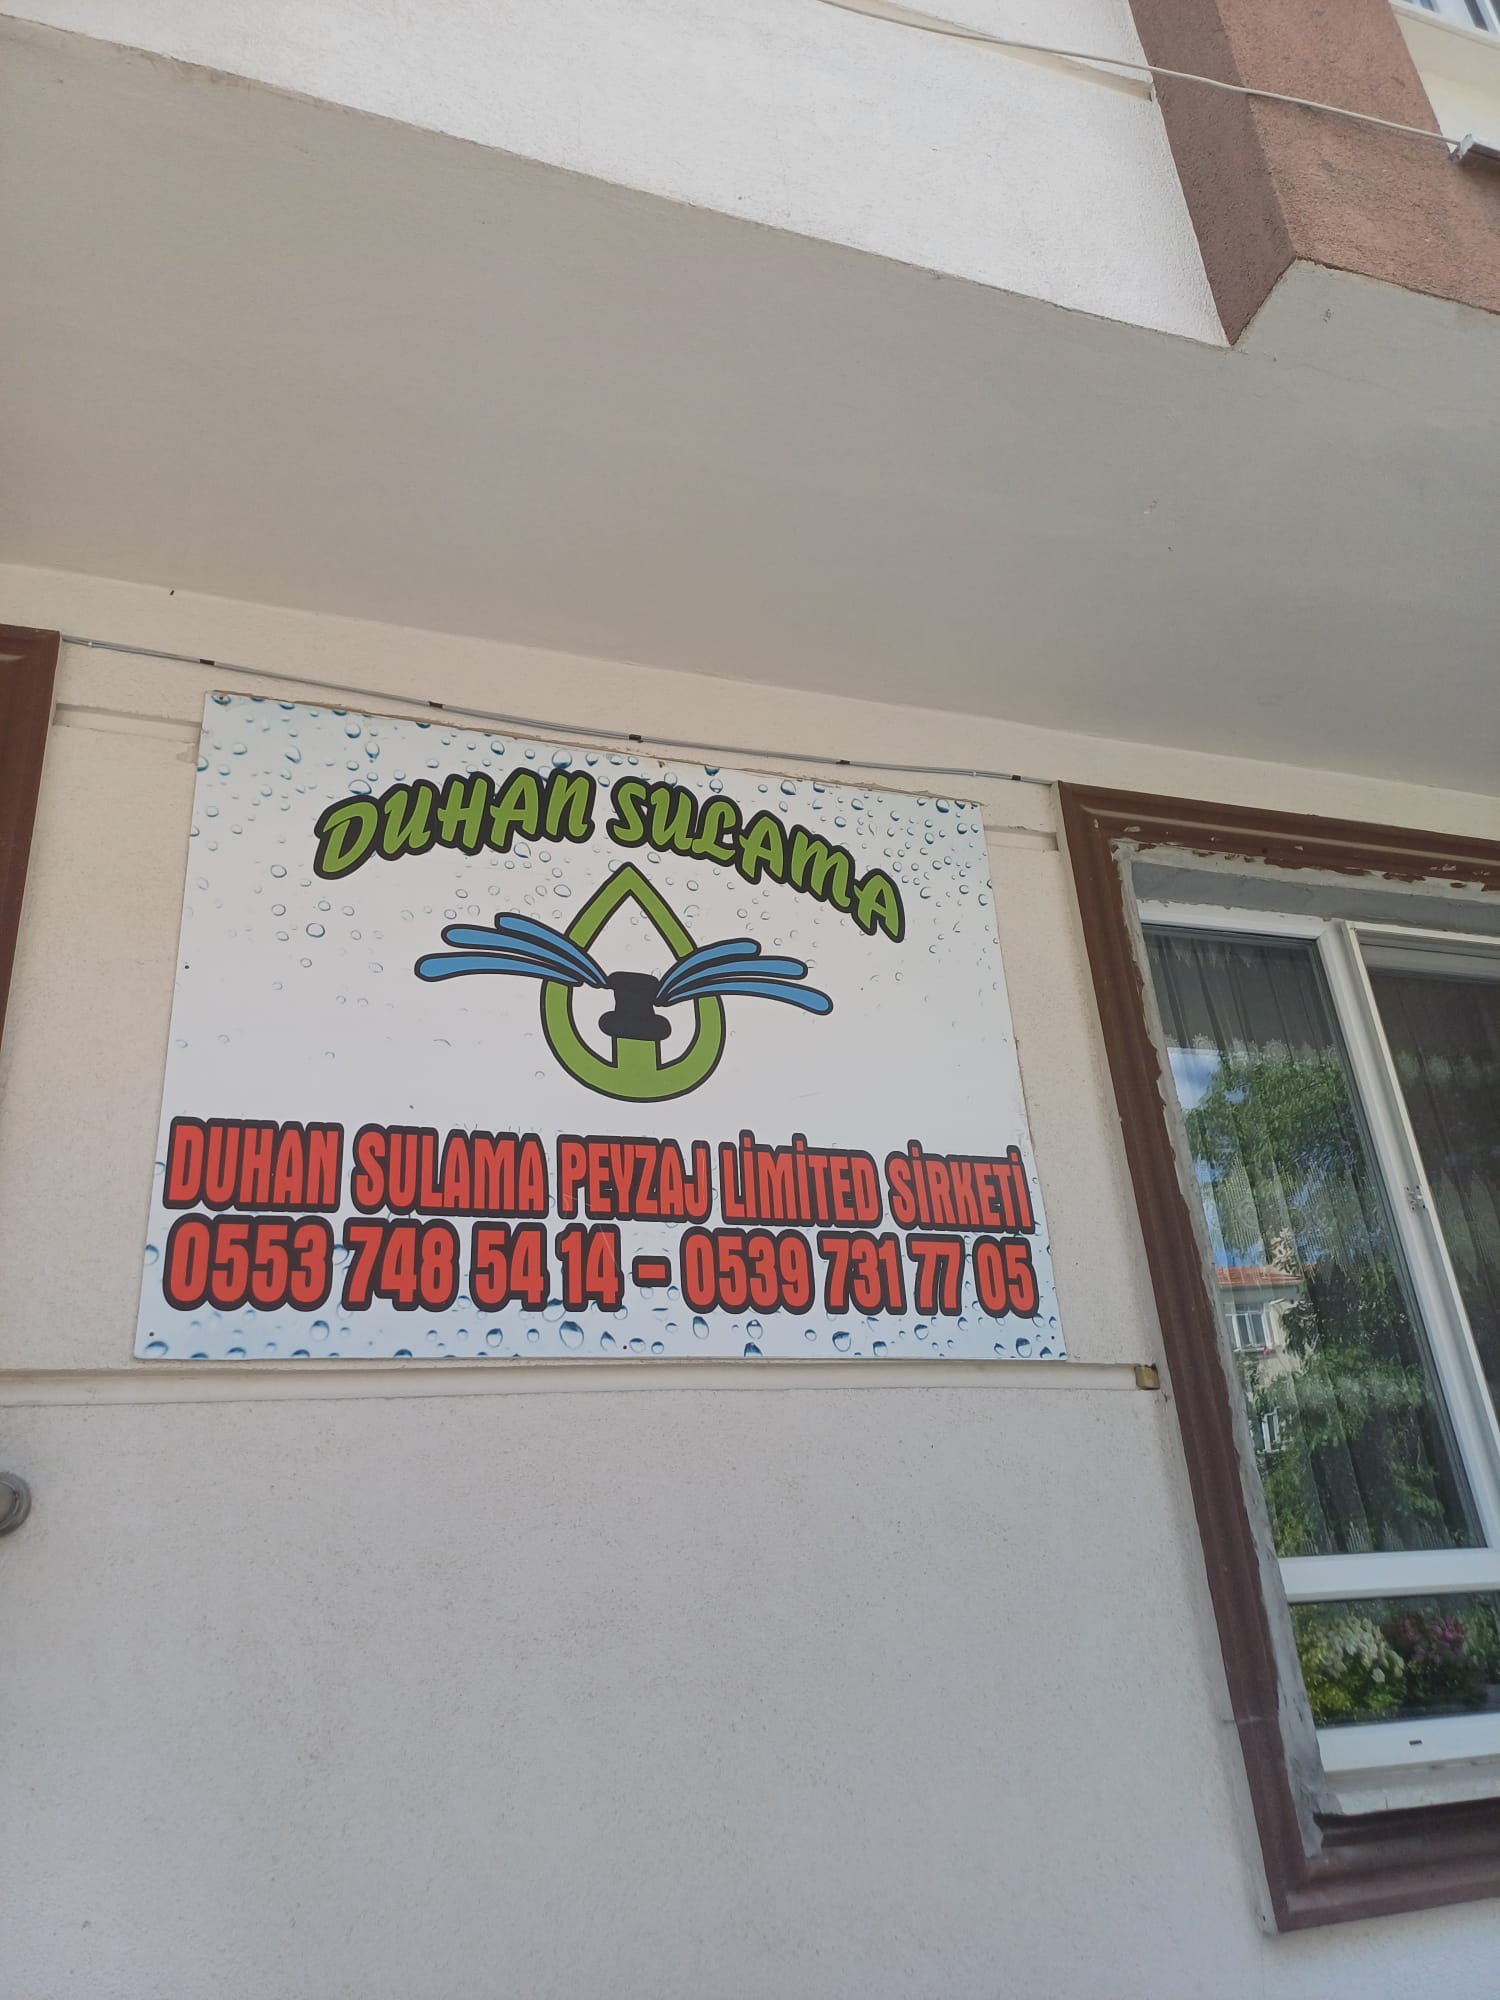 DUHAN SULAMA
DUHAN SULAMA PEYZAJ LİMİTED SİRKETİ
0553 748 54 14 - 0539 731 77 05